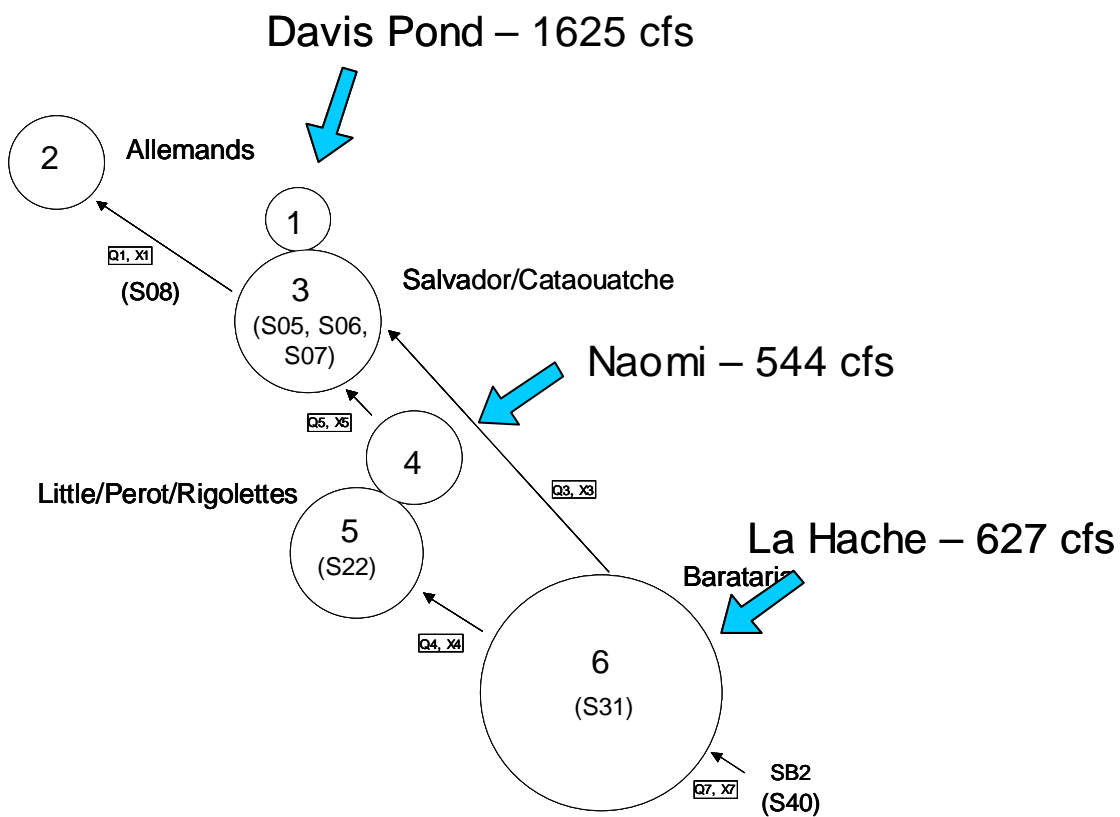 Davis Pond – 1625 cfs
2
Allemands
1
Q1, X1
(S08)
3
(S05, S06,
S07)
Salvador/Cataouatche
Naomi – 544 cfs
Q5, X5
4
Q3, X3
Little/Perot/Rigolettes
5
(S22)
La Hache – 627 cfs
Barataria
Q4, X4
6
(S31)
SB2
(S40)
Q7, X7